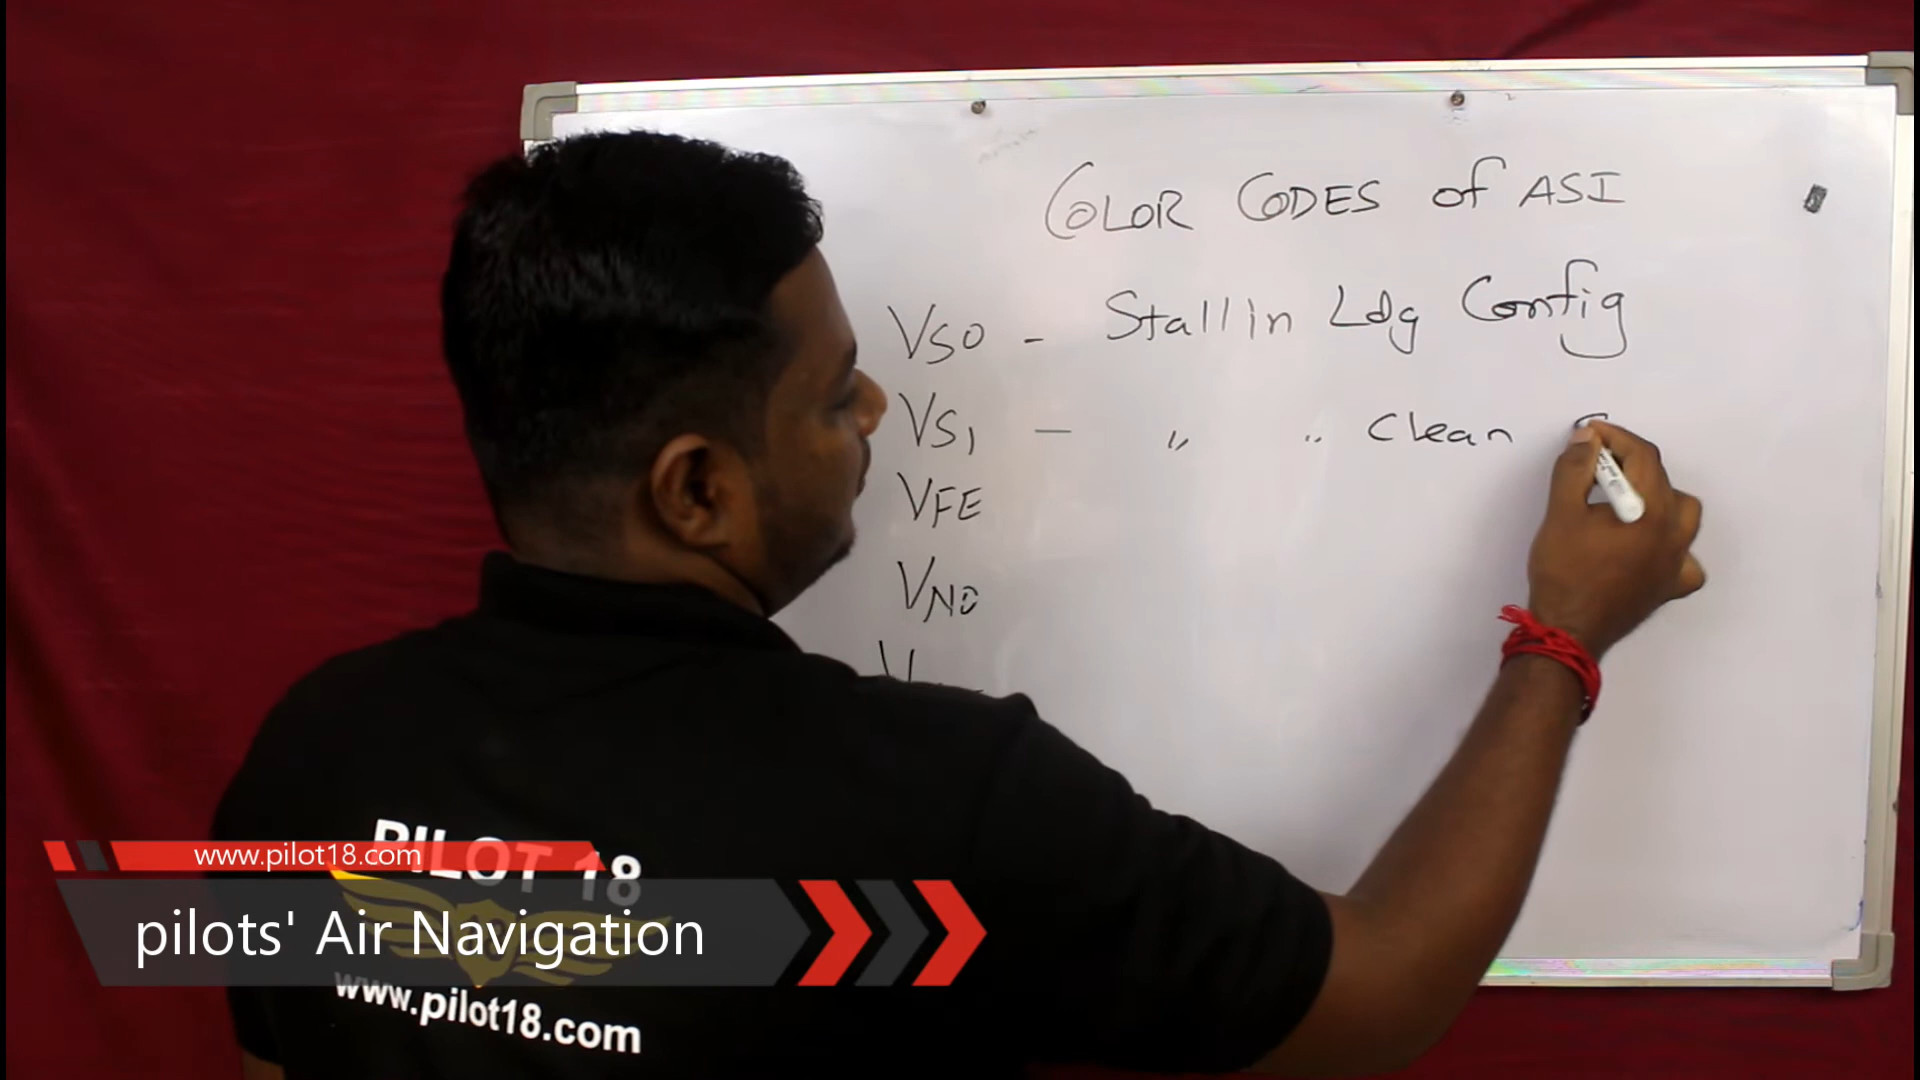 COLOR CODES of ASI
VSO - Stall in Ldg Config
VS1 - " " Clean
VFE
VNO
V
PILOT 18
www.pilot18.com
www.pilot18.com
pilots' Air Navigation